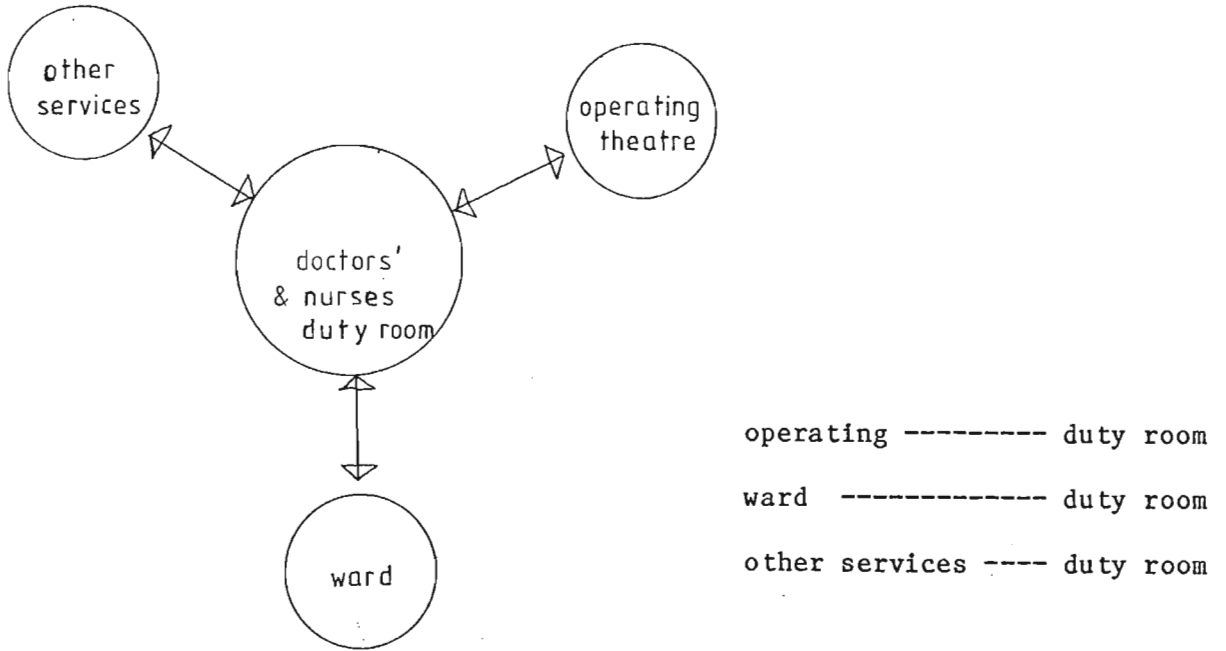 other
services
operating
theatre
doctors'
& nurses
duty room
ward
operating --------- duty room
ward ------------- duty room
other services ---- duty room